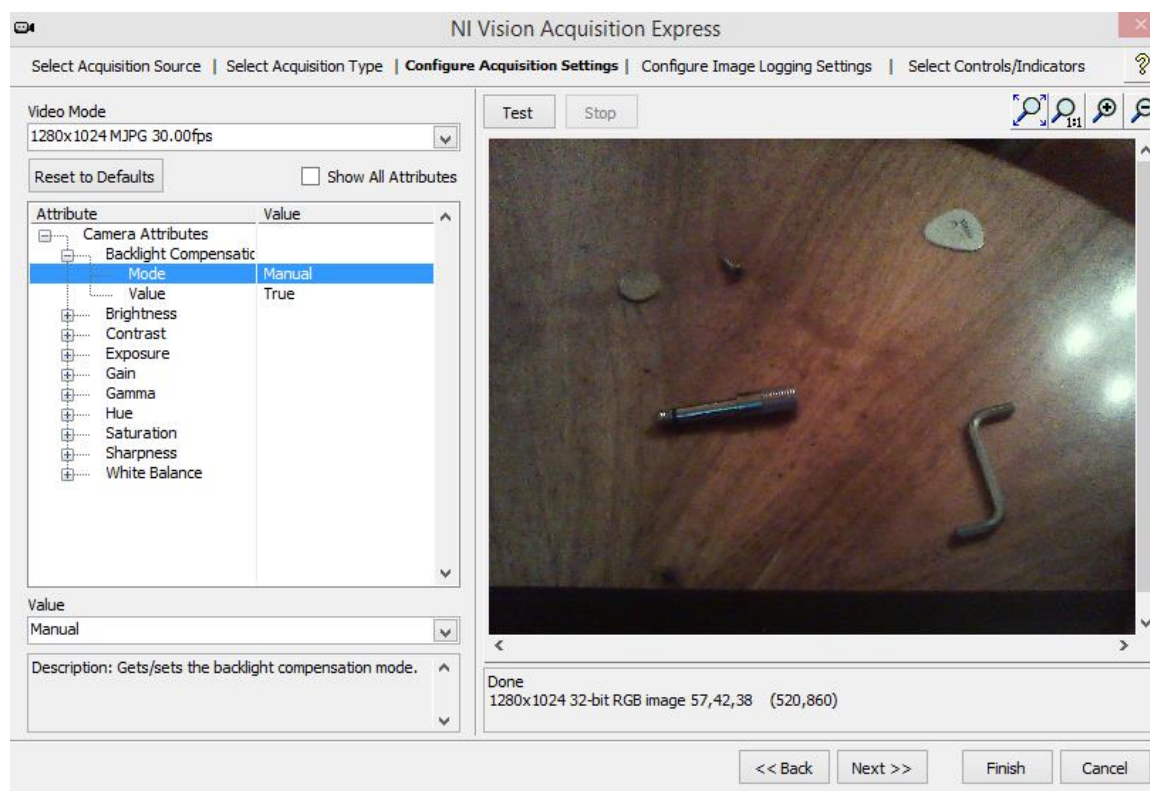 NI Vision Acquisition Express
Select Acquisition Source | Select Acquisition Type | Configure Acquisition Settings | Configure Image Logging Settings | Select Controls/Indicators
Video Mode
1280x1024 MJPG 30.00fps
Reset to Defaults
Show All Attributes
Attribute Value
Camera Attributes
Backlight Compensatic
Mode Manual
Value True
Brightness
Contrast
Exposure
Gain
Gamma
Hue
Saturation
Sharpness
White Balance
Value
Manual
Description: Gets/sets the backlight compensation mode.
Test Stop
1:1
Done
1280x1024 32-bit RGB image 57,42,38 (520,860)
<< Back Next >> Finish Cancel